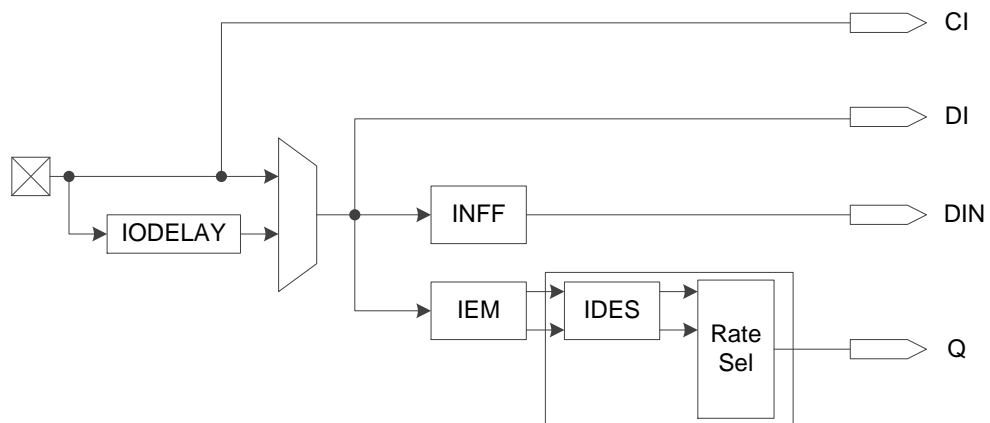 CI
DI
INFF
DIN
IODELAY
IEM
IDES
Rate
Sel
Q